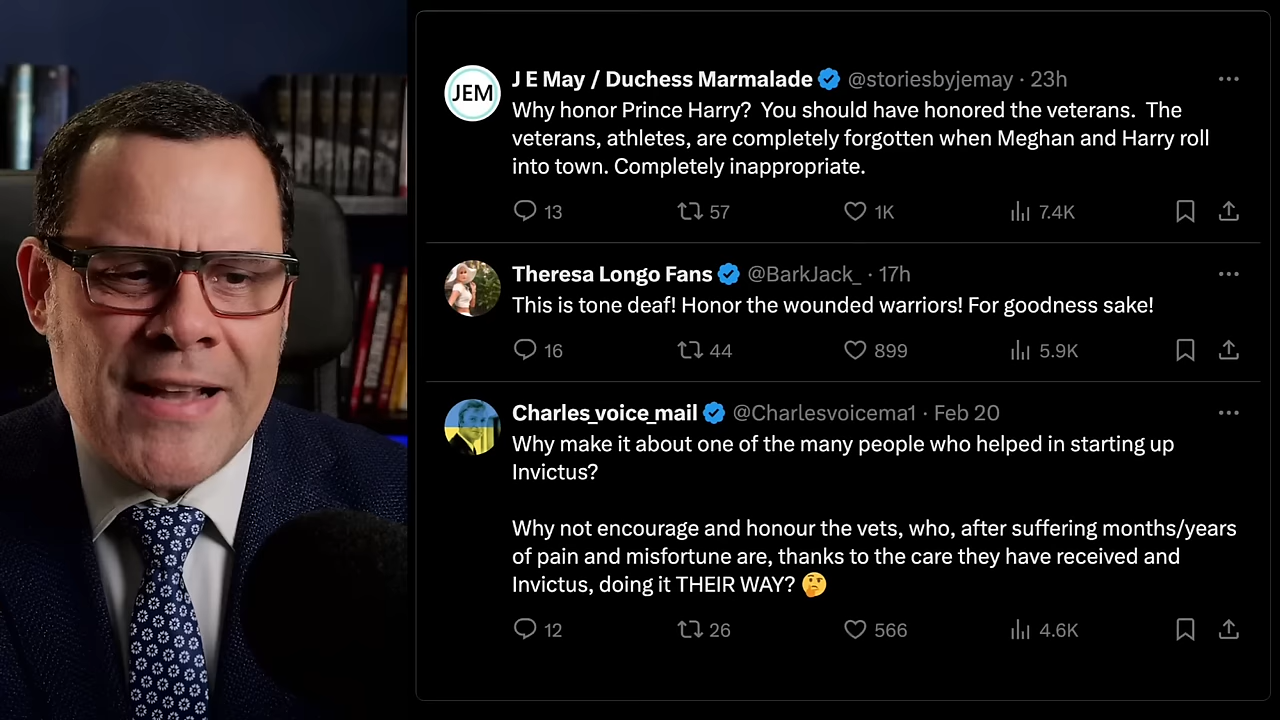 JEM
J E May / Duchess Marmalade @storiesbyjemay · 23h
Why honor Prince Harry? You should have honored the veterans. The
veterans, athletes, are completely forgotten when Meghan and Harry roll
into town. Completely inappropriate.
13 57 1K 7.4K
Theresa Longo Fans @BarkJack_ · 17h
This is tone deaf! Honor the wounded warriors! For goodness sake!
16 44 899 5.9K
Charles_voice_mail @Charlesvoicema1 · Feb 20
Why make it about one of the many people who helped in starting up
Invictus?
Why not encourage and honour the vets, who, after suffering months/years
of pain and misfortune are, thanks to the care they have received and
Invictus, doing it THEIR WAY? 🤔
12 26 566 4.6K